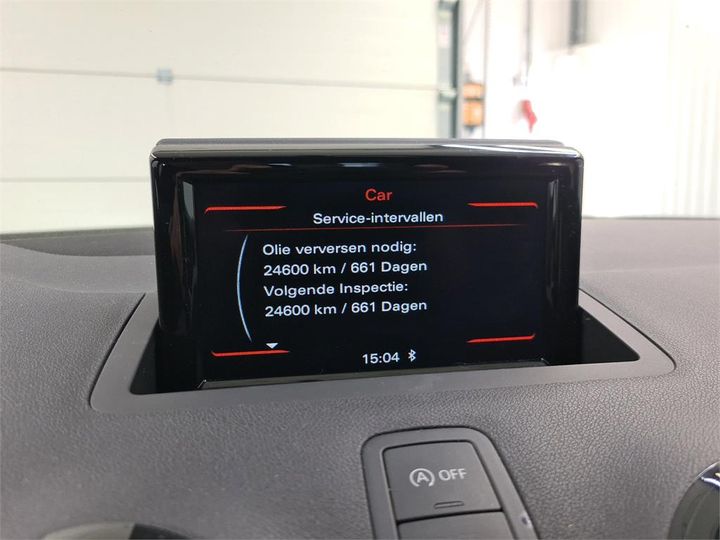 Car
Service-intervallen
Olie verversen nodig:
24600 km / 661 Dagen
Volgende Inspectie:
24600 km / 661 Dagen
15:04
A OFF